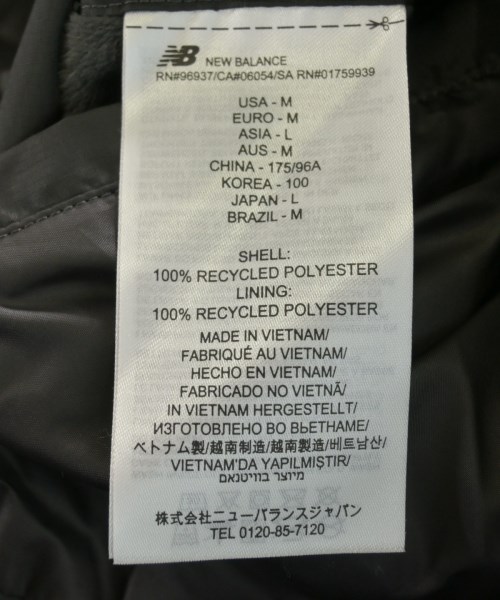 NB NEW BALANCE
RN#96937/CA#06054/SA RN#01759939
USA - M
EURO - M
ASIA - L
AUS - M
CHINA - 175/96A
KOREA - 100
JAPAN - L
BRAZIL - M
SHELL:
100% RECYCLED POLYESTER
LINING:
100% RECYCLED POLYESTER
MADE IN VIETNAM/
FABRIQUÉ AU VIETNAM/
HECHO EN VIETNAM/
FABRICADO NO VIETNÃ/
IN VIETNAM HERGESTELLT/
ИЗГОТОВЛЕНО ВО ВЬЕТНАМЕ/
ベトナム製/越南制造/越南製造/베트남산/
VIETNAM'DA YAPILMIŞTIR/
מיוצר בוויטנאם
株式会社ニューバランスジャパン
TEL 0120-85-7120